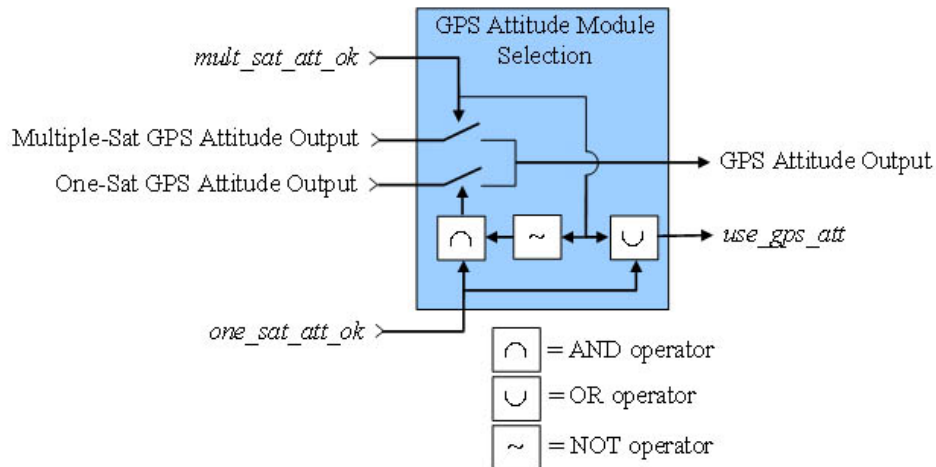 GPS Attitude Module
Selection
mult_sat_att_ok
Multiple-Sat GPS Attitude Output
One-Sat GPS Attitude Output
GPS Attitude Output
∩
~
∪
use_gps_att
one_sat_att_ok
∩ = AND operator
∪ = OR operator
~ = NOT operator